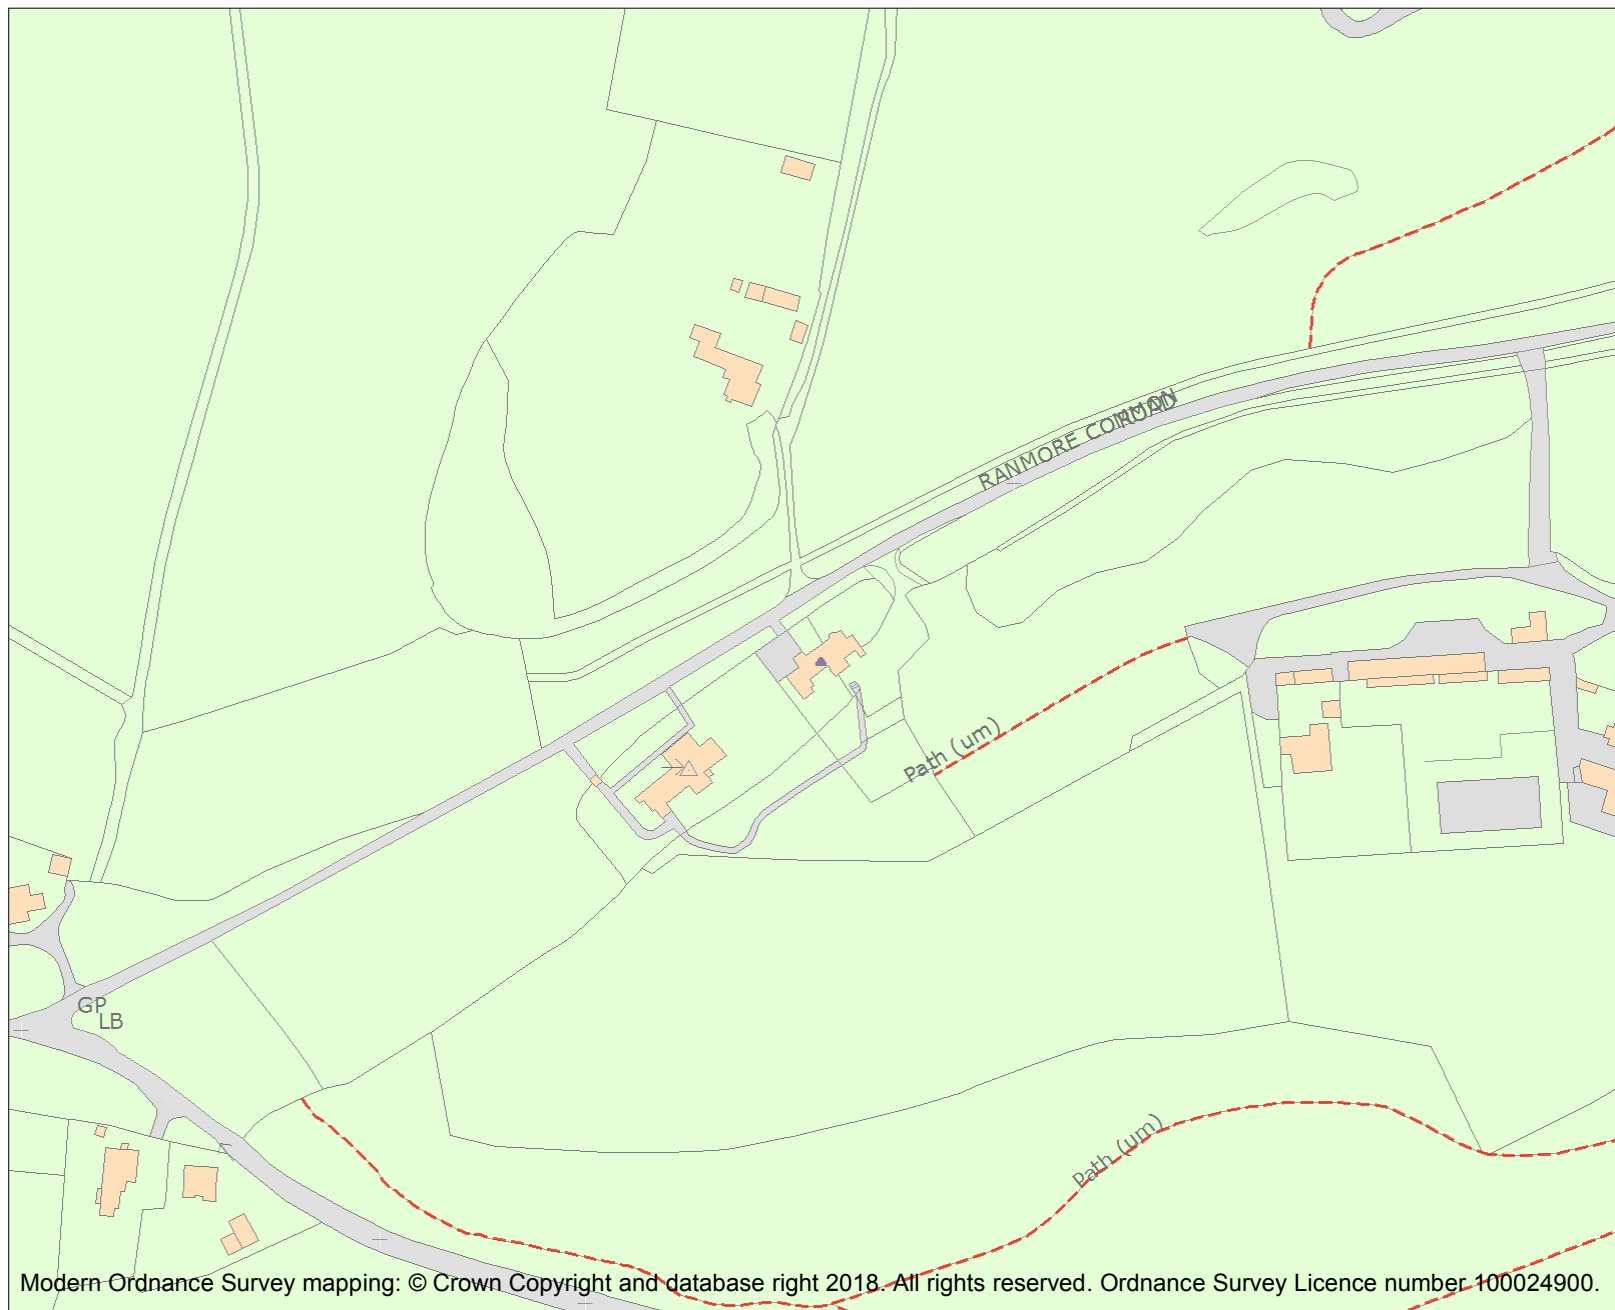 RANMORE COMMON
ROAD
Path (um)
GP
LB
Path (um)
Modern Ordnance Survey mapping: © Crown Copyright and database right 2018. All rights reserved. Ordnance Survey Licence number 100024900.